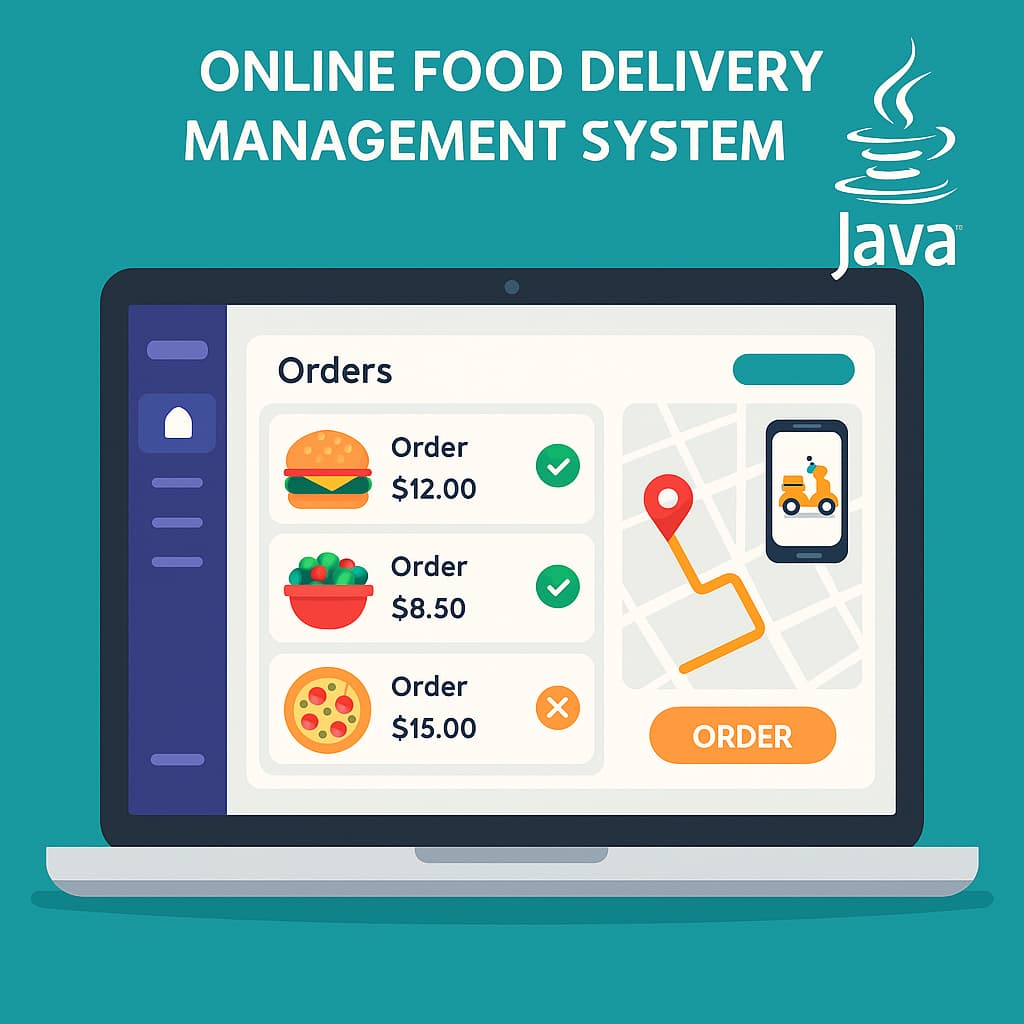 ONLINE FOOD DELIVERY
MANAGEMENT SYSTEM
Java
Orders
Order
$12.00
Order
$8.50
Order
$15.00
ORDER